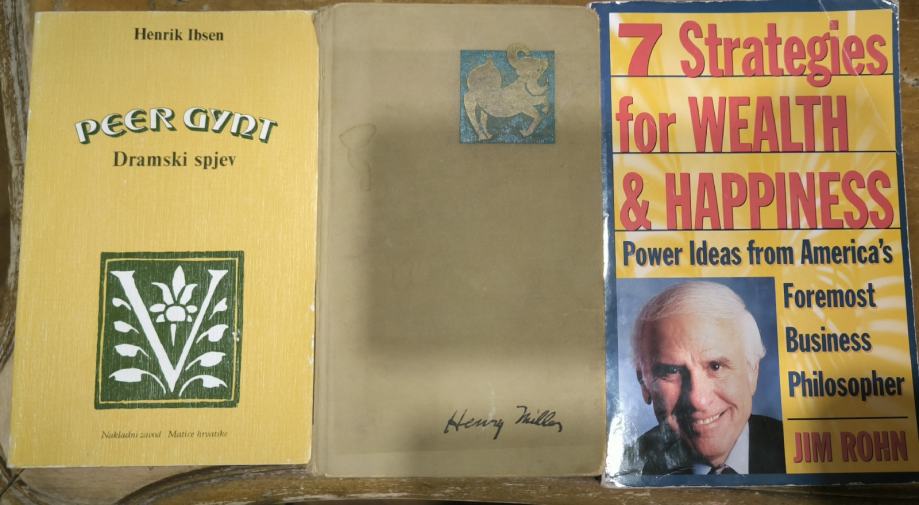 Henrik Ibsen
PEER GYNT
Dramski spjev
V
Nakladni zavod Matice hrvatske
Henry Miller
7 Strategies
for WEALTH
& HAPPINESS
Power Ideas from America's
Foremost
Business
Philosopher
JIM ROHN